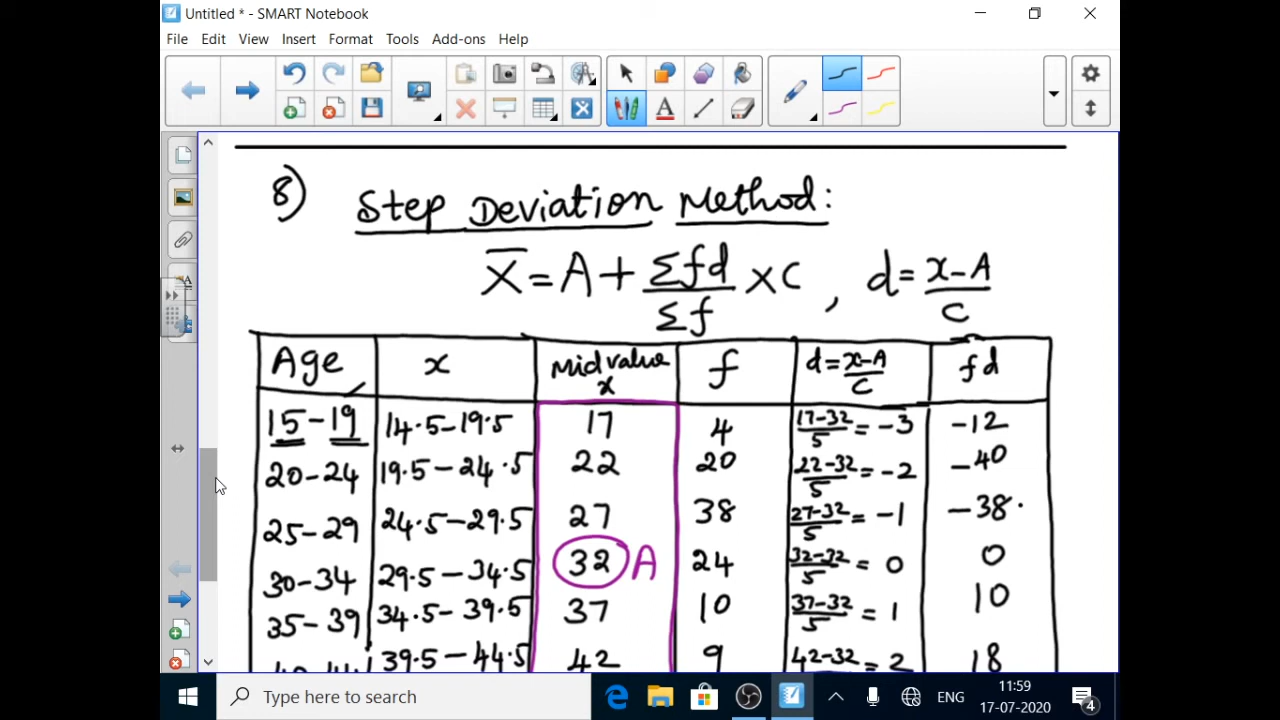 Untitled * - SMART Notebook
File Edit View Insert Format Tools Add-ons Help
8) Step Deviation Method:
X̄ = A + Σfd/Σf × C , d = x-A/C
Age x Mid value x f d = x-A/C fd
15-19 14.5-19.5 17 4 17-32/5 = -3 -12
20-24 19.5-24.5 22 20 22-32/5 = -2 -40
25-29 24.5-29.5 27 38 27-32/5 = -1 -38.
30-34 29.5-34.5 32 A 24 32-32/5 = 0 0
35-39 34.5-39.5 37 10 37-32/5 = 1 10
39.5-44.5 42 9 42-32/5 = 2 18
Type here to search
ENG
11:59
17-07-2020
4